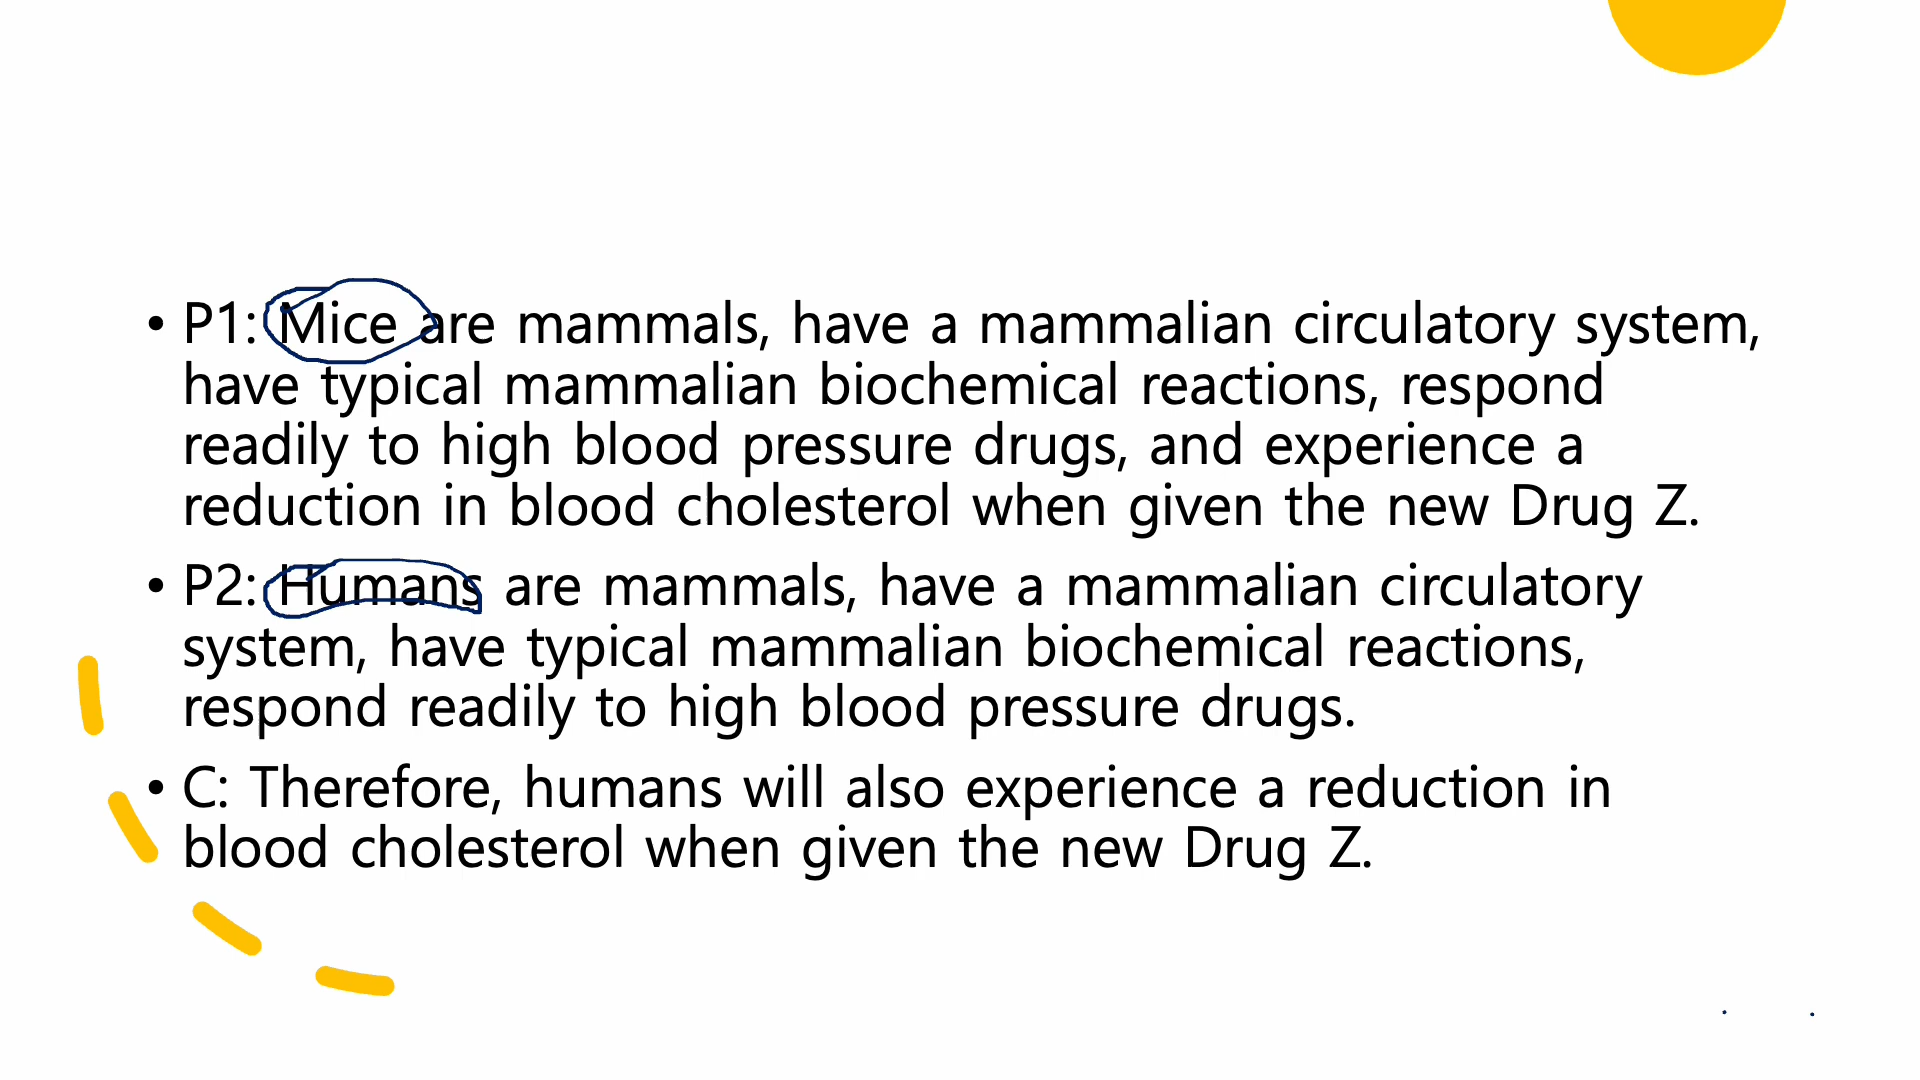 • P1: Mice are mammals, have a mammalian circulatory system,
have typical mammalian biochemical reactions, respond
readily to high blood pressure drugs, and experience a
reduction in blood cholesterol when given the new Drug Z.
• P2: Humans are mammals, have a mammalian circulatory
system, have typical mammalian biochemical reactions,
respond readily to high blood pressure drugs.
• C: Therefore, humans will also experience a reduction in
blood cholesterol when given the new Drug Z.